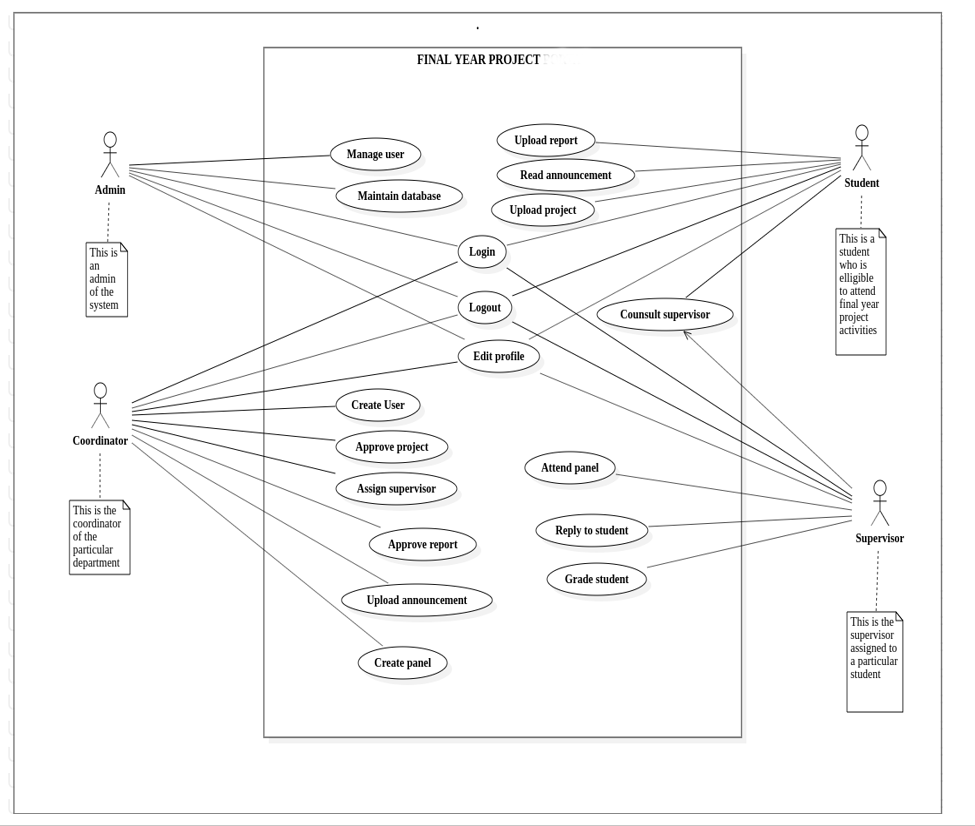 FINAL YEAR PROJECT
Upload report
Manage user
Read announcement
Student
Admin
Maintain database
Upload project
This is
an
admin
of the
system
Login
This is a
student
who is
elligible
to attend
final year
project
activities
Logout
Counsult supervisor
Edit profile
Create User
Coordinator
Approve project
Attend panel
Assign supervisor
This is the
coordinator
of the
particular
department
Reply to student
Supervisor
Approve report
Grade student
Upload announcement
This is the
supervisor
assigned to
a particular
student
Create panel